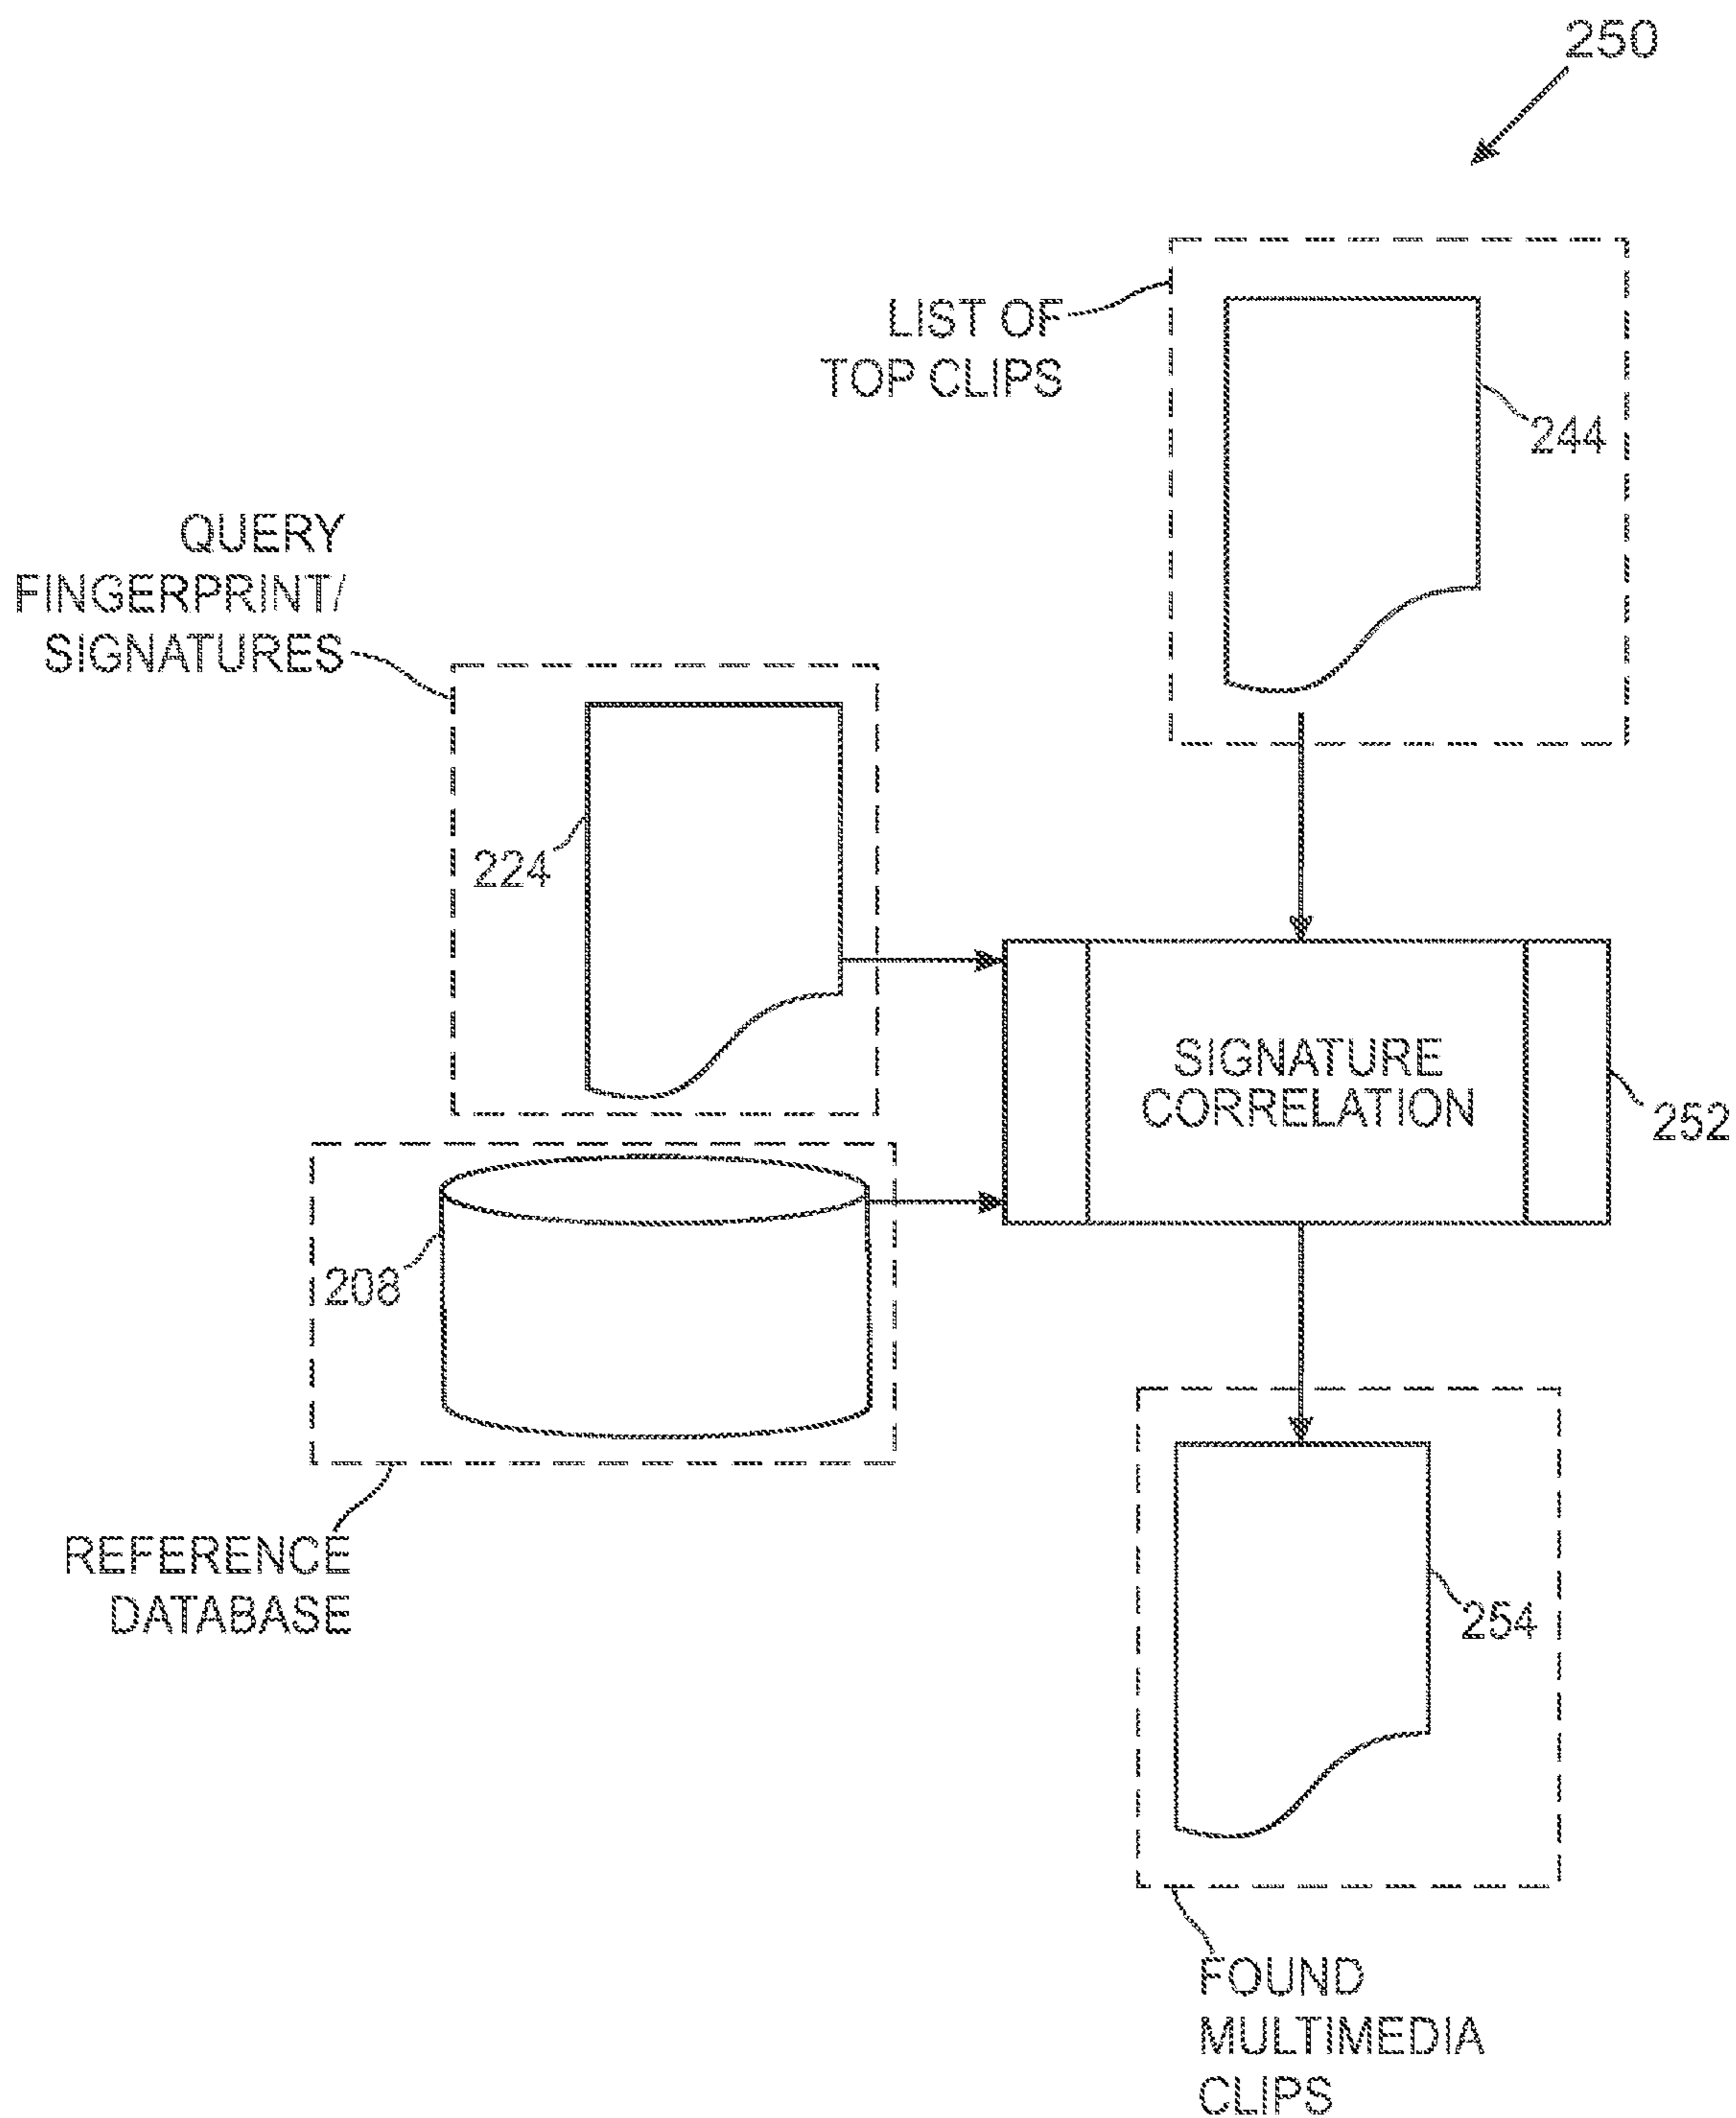 250
LIST OF
TOP CLIPS
244
QUERY
FINGERPRINT/
SIGNATURES
224
SIGNATURE
CORRELATION
252
208
REFERENCE
DATABASE
254
FOUND
MULTIMEDIA
CLIPS